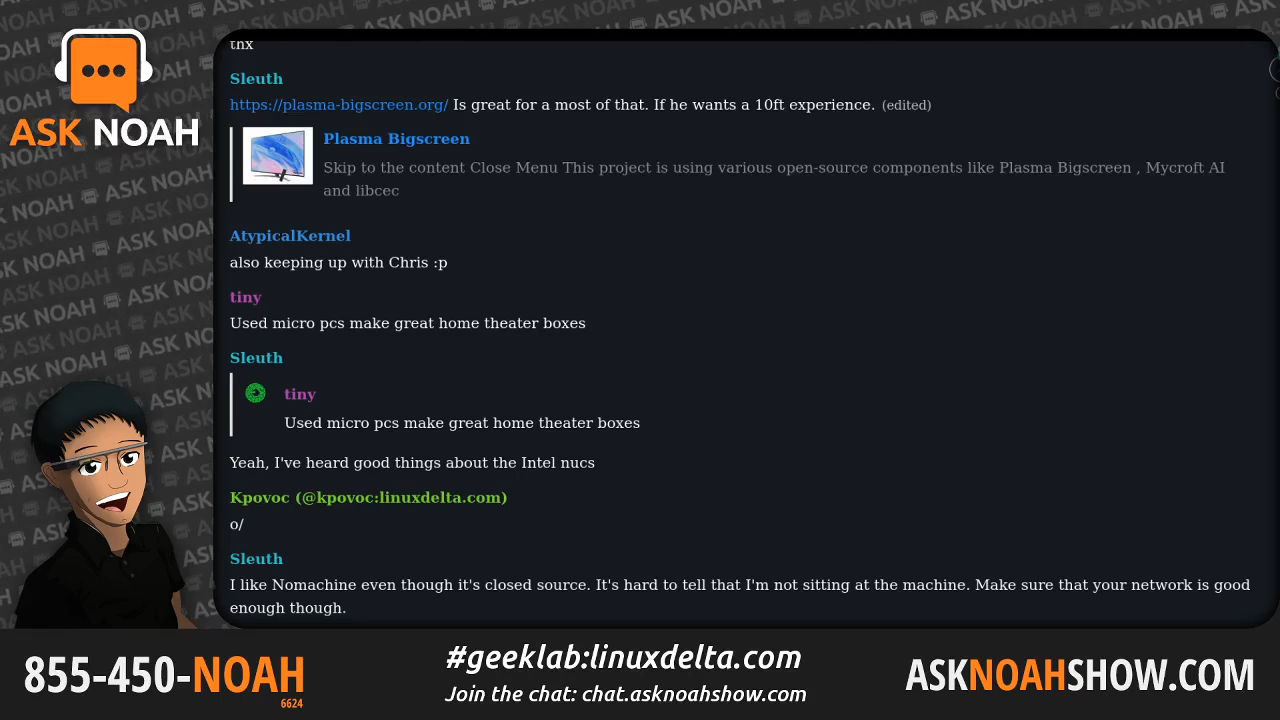 ASK NOAH
thx
Sleuth
https://plasma-bigscreen.org/ Is great for a most of that. If he wants a 10ft experience. (edited)
Plasma Bigscreen
Skip to the content Close Menu This project is using various open-source components like Plasma Bigscreen , Mycroft AI
and libcec
AtypicalKernel
also keeping up with Chris :p
tiny
Used micro pcs make great home theater boxes
Sleuth
tiny
Used micro pcs make great home theater boxes
Yeah, I've heard good things about the Intel nucs
Kpovoc (@kpovoc:linuxdelta.com)
o/
Sleuth
I like Nomachine even though it's closed source. It's hard to tell that I'm not sitting at the machine. Make sure that your network is good
enough though.
855-450-NOAH
6624
#geeklab:linuxdelta.com
Join the chat: chat.asknoahshow.com
ASKNOAHSHOW.COM